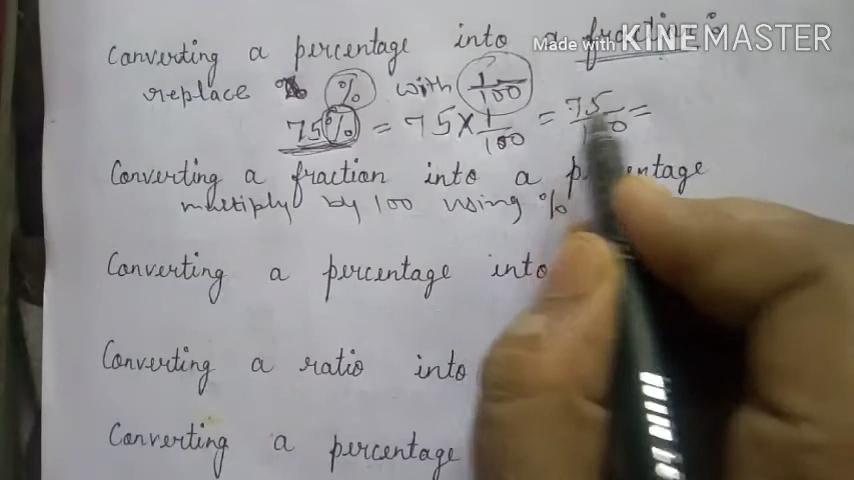 Converting a percentage into a fraction
Made with KINEMASTER
replace % with 1/100
75% = 75 × 1/100 = 75/100 =
Converting a fraction into a percentage
multiply by 100 using %
Converting a percentage into
Converting a ratio into
Converting a percentage